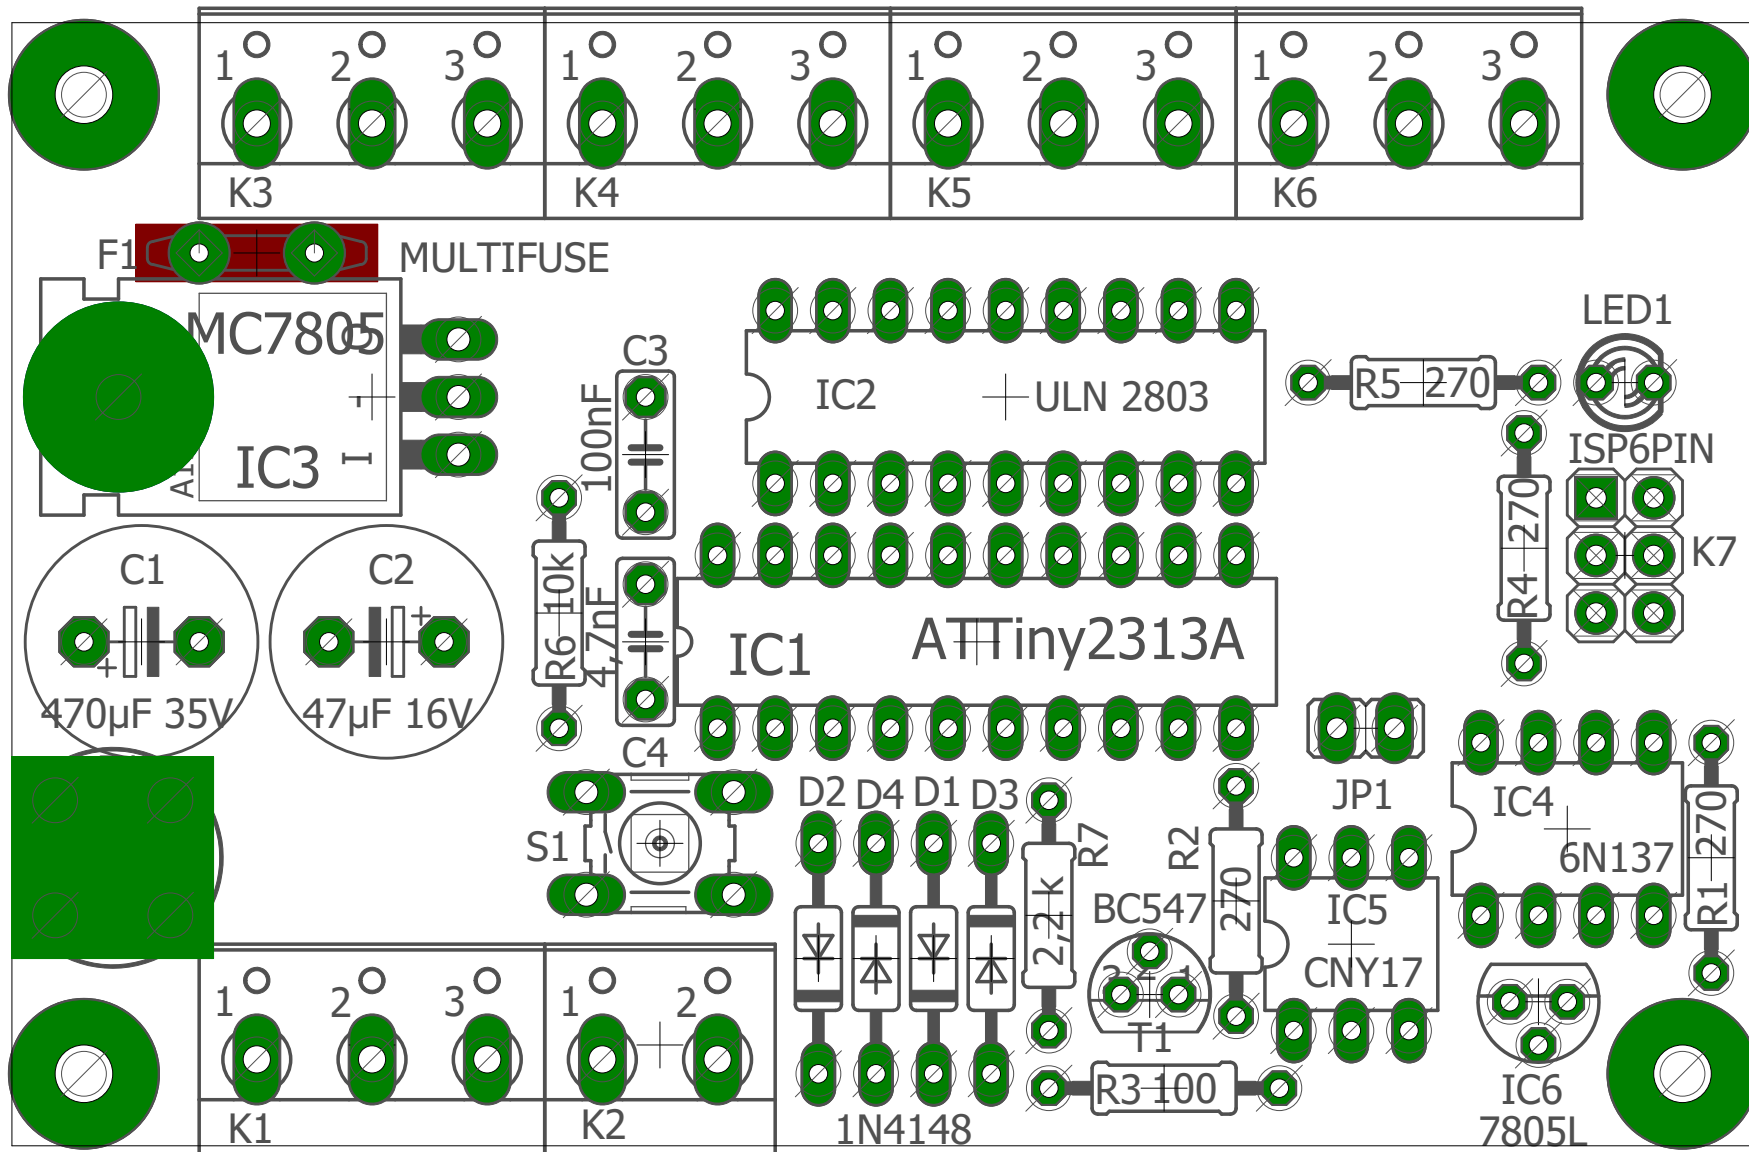 1 2 3 1 2 3 1 2 3 1 2 3
K3 K4 K5 K6
F1 MULTIFUSE
MC7805
O
-
I
IC3
C3
100nF
IC2 ULN 2803
R5 270
LED1
ISP6PIN
K7
R4 270
C1
+
470µF 35V
C2
+
47µF 16V
R6 10k
4,7nF
C4
IC1 ATTiny2313A
S1
D2 D4 D1 D3
1N4148
R7
2,2 k
R2
270
JP1
IC4
6N137
R1 270
BC547
3 2 1
T1
IC5
CNY17
R3 100
IC6
7805L
1 2 3 1 2
K1 K2